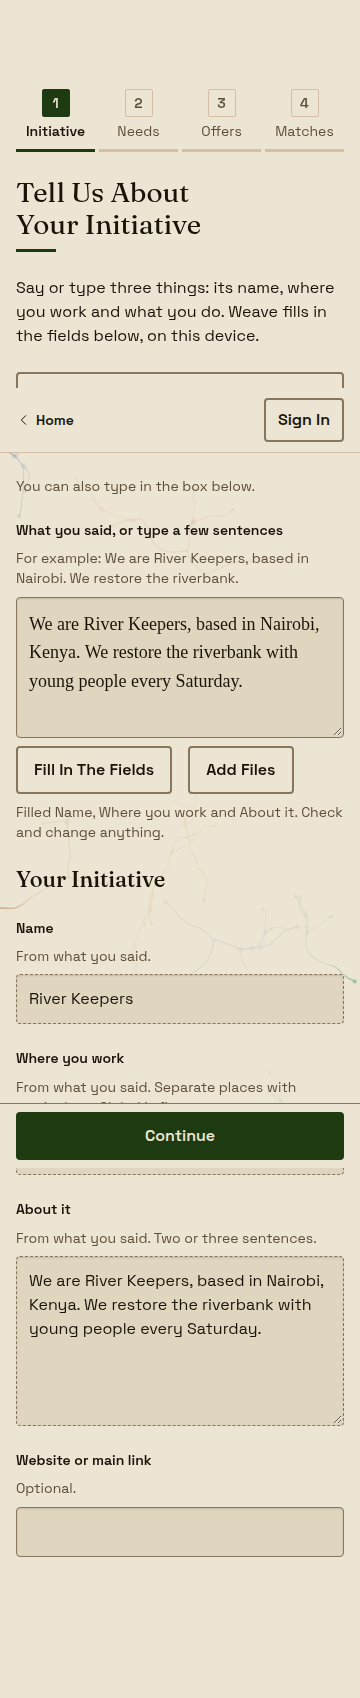 1
2
3
4
Initiative
Needs
Offers
Matches
Tell Us About
Your Initiative
Say or type three things: its name, where
you work and what you do. Weave fills in
the fields below, on this device.
Home
Sign In
You can also type in the box below.
What you said, or type a few sentences
For example: We are River Keepers, based in
Nairobi. We restore the riverbank.
We are River Keepers, based in Nairobi,
Kenya. We restore the riverbank with
young people every Saturday.
Fill In The Fields
Add Files
Filled Name, Where you work and About it. Check
and change anything.
Your Initiative
Name
From what you said.
River Keepers
Where you work
From what you said. Separate places with
Continue
About it
From what you said. Two or three sentences.
We are River Keepers, based in Nairobi,
Kenya. We restore the riverbank with
young people every Saturday.
Website or main link
Optional.